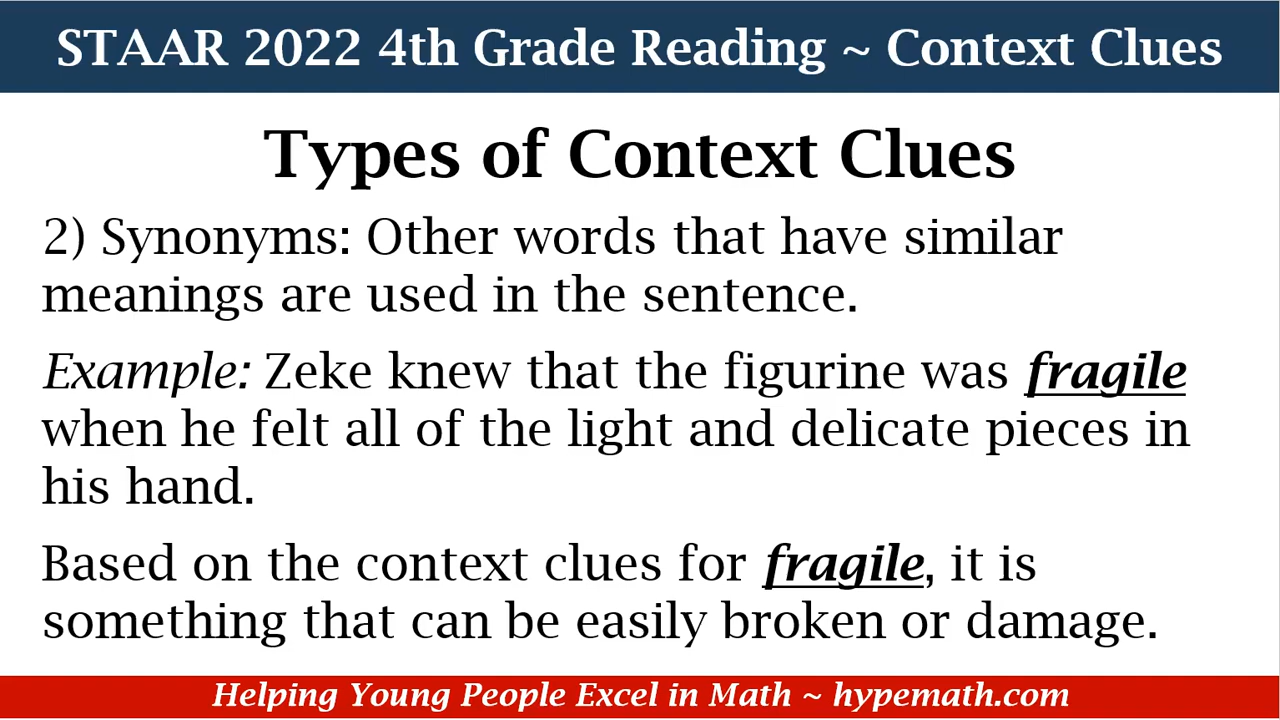 STAAR 2022 4th Grade Reading ~ Context Clues
Types of Context Clues
2) Synonyms: Other words that have similar
meanings are used in the sentence.
Example: Zeke knew that the figurine was fragile
when he felt all of the light and delicate pieces in
his hand.
Based on the context clues for fragile, it is
something that can be easily broken or damage.
Helping Young People Excel in Math ~ hypemath.com